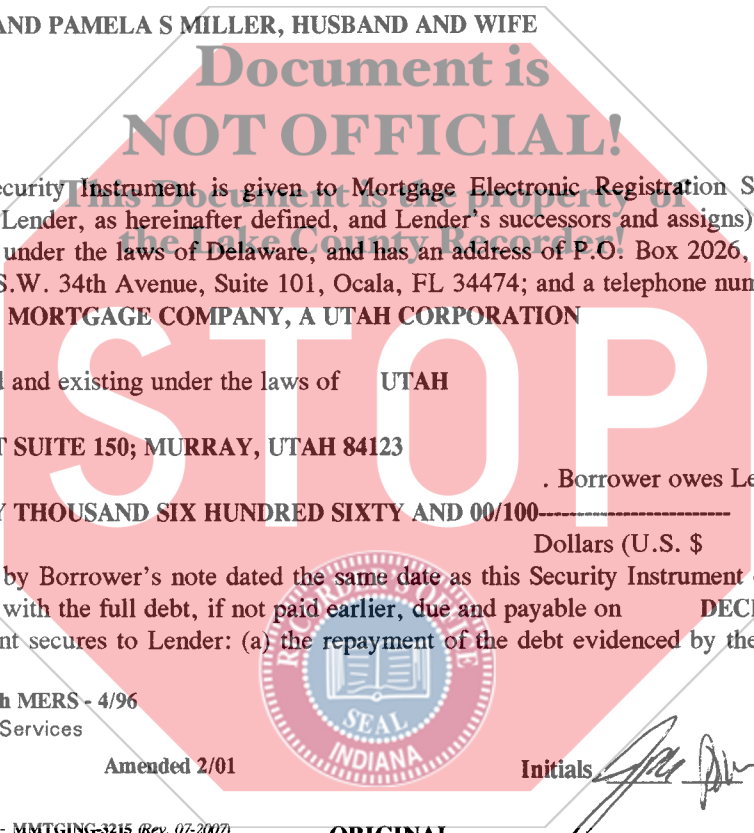 AND PAMELA S MILLER, HUSBAND AND WIFE
Document is
NOT OFFICIAL!
This Document is the property of
the Lake County Recorder!
ecurity Instrument is given to Mortgage Electronic Registration S
Lender, as hereinafter defined, and Lender's successors and assigns)
under the laws of Delaware, and has an address of P.O. Box 2026,
S.W. 34th Avenue, Suite 101, Ocala, FL 34474; and a telephone num
MORTGAGE COMPANY, A UTAH CORPORATION
STOP
d and existing under the laws of UTAH
T SUITE 150; MURRAY, UTAH 84123
. Borrower owes Le
Y THOUSAND SIX HUNDRED SIXTY AND 00/100------------------------
Dollars (U.S. $
by Borrower's note dated the same date as this Security Instrument
with the full debt, if not paid earlier, due and payable on DEC
nt secures to Lender: (a) the repayment of the debt evidenced by the
RECORDER'S OFFICE
SEAL
INDIANA
h MERS - 4/96
Services
Amended 2/01
Initials
- MMTGING-3215 (Rev. 07-2007)
ORIGINAL